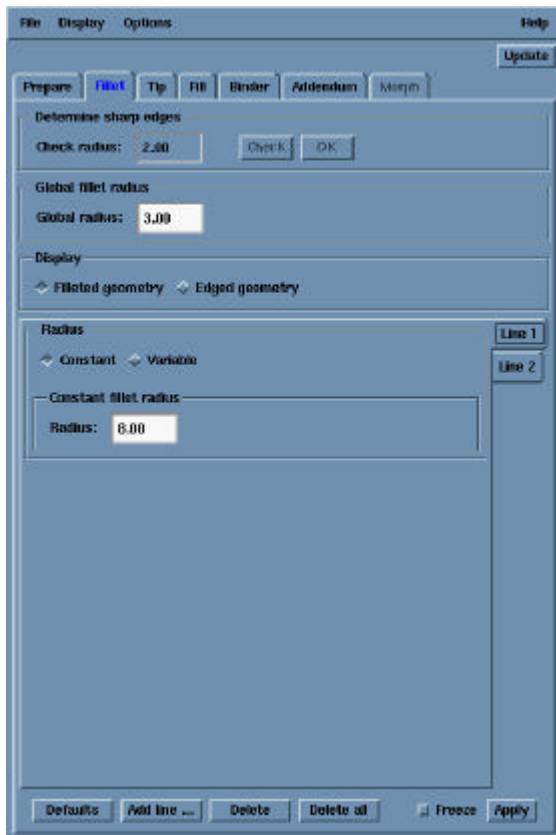 File Display Options Help
Update
Prepare Fillet Tip Fill Binder Addendum Morph
Determine sharp edges
Check radius: 2.00 Check OK
Global fillet radius
Global radius: 3.00
Display
Filleted geometry Edged geometry
Radius
Line 1
Constant Variable
Line 2
Constant fillet radius
Radius: 8.00
Defaults Add line ... Delete Delete all Freeze Apply